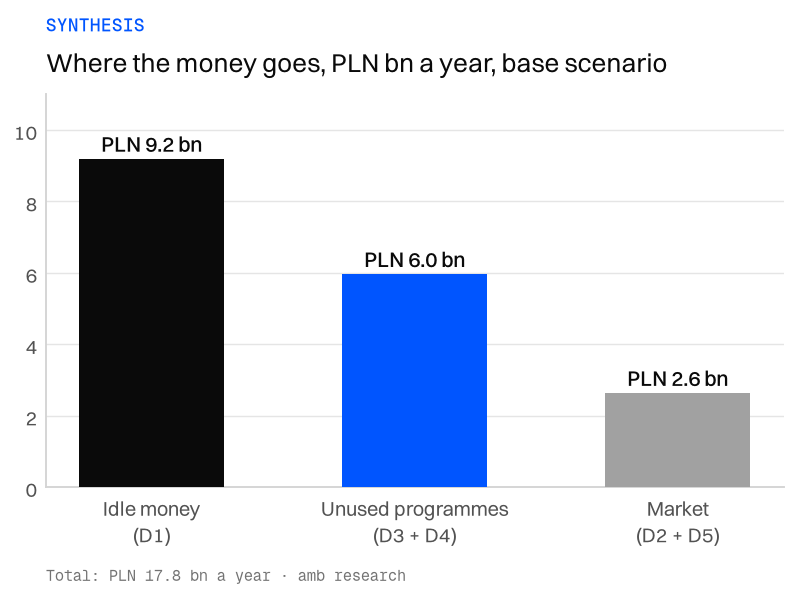 SYNTHESIS
Where the money goes, PLN bn a year, base scenario
10
8
6
4
2
0
PLN 9.2 bn
PLN 6.0 bn
PLN 2.6 bn
Idle money
(D1)
Unused programmes
(D3 + D4)
Market
(D2 + D5)
Total: PLN 17.8 bn a year · amb research